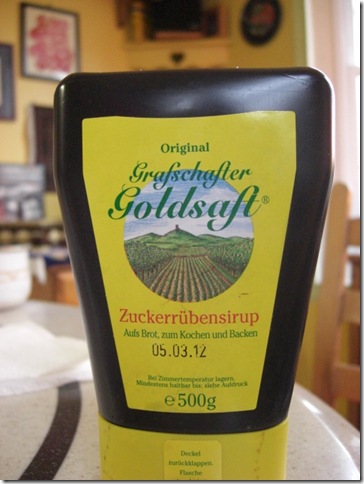 Original
Grafschafter
Goldsaft®
Zuckerrübensirup
Aufs Brot, zum Kochen und Backen
05.03.12
Bei Zimmertemperatur lagern.
Mindestens haltbar bis, siehe Aufdruck
℮ 500g
Deckel
zurückklappen.
Flasche